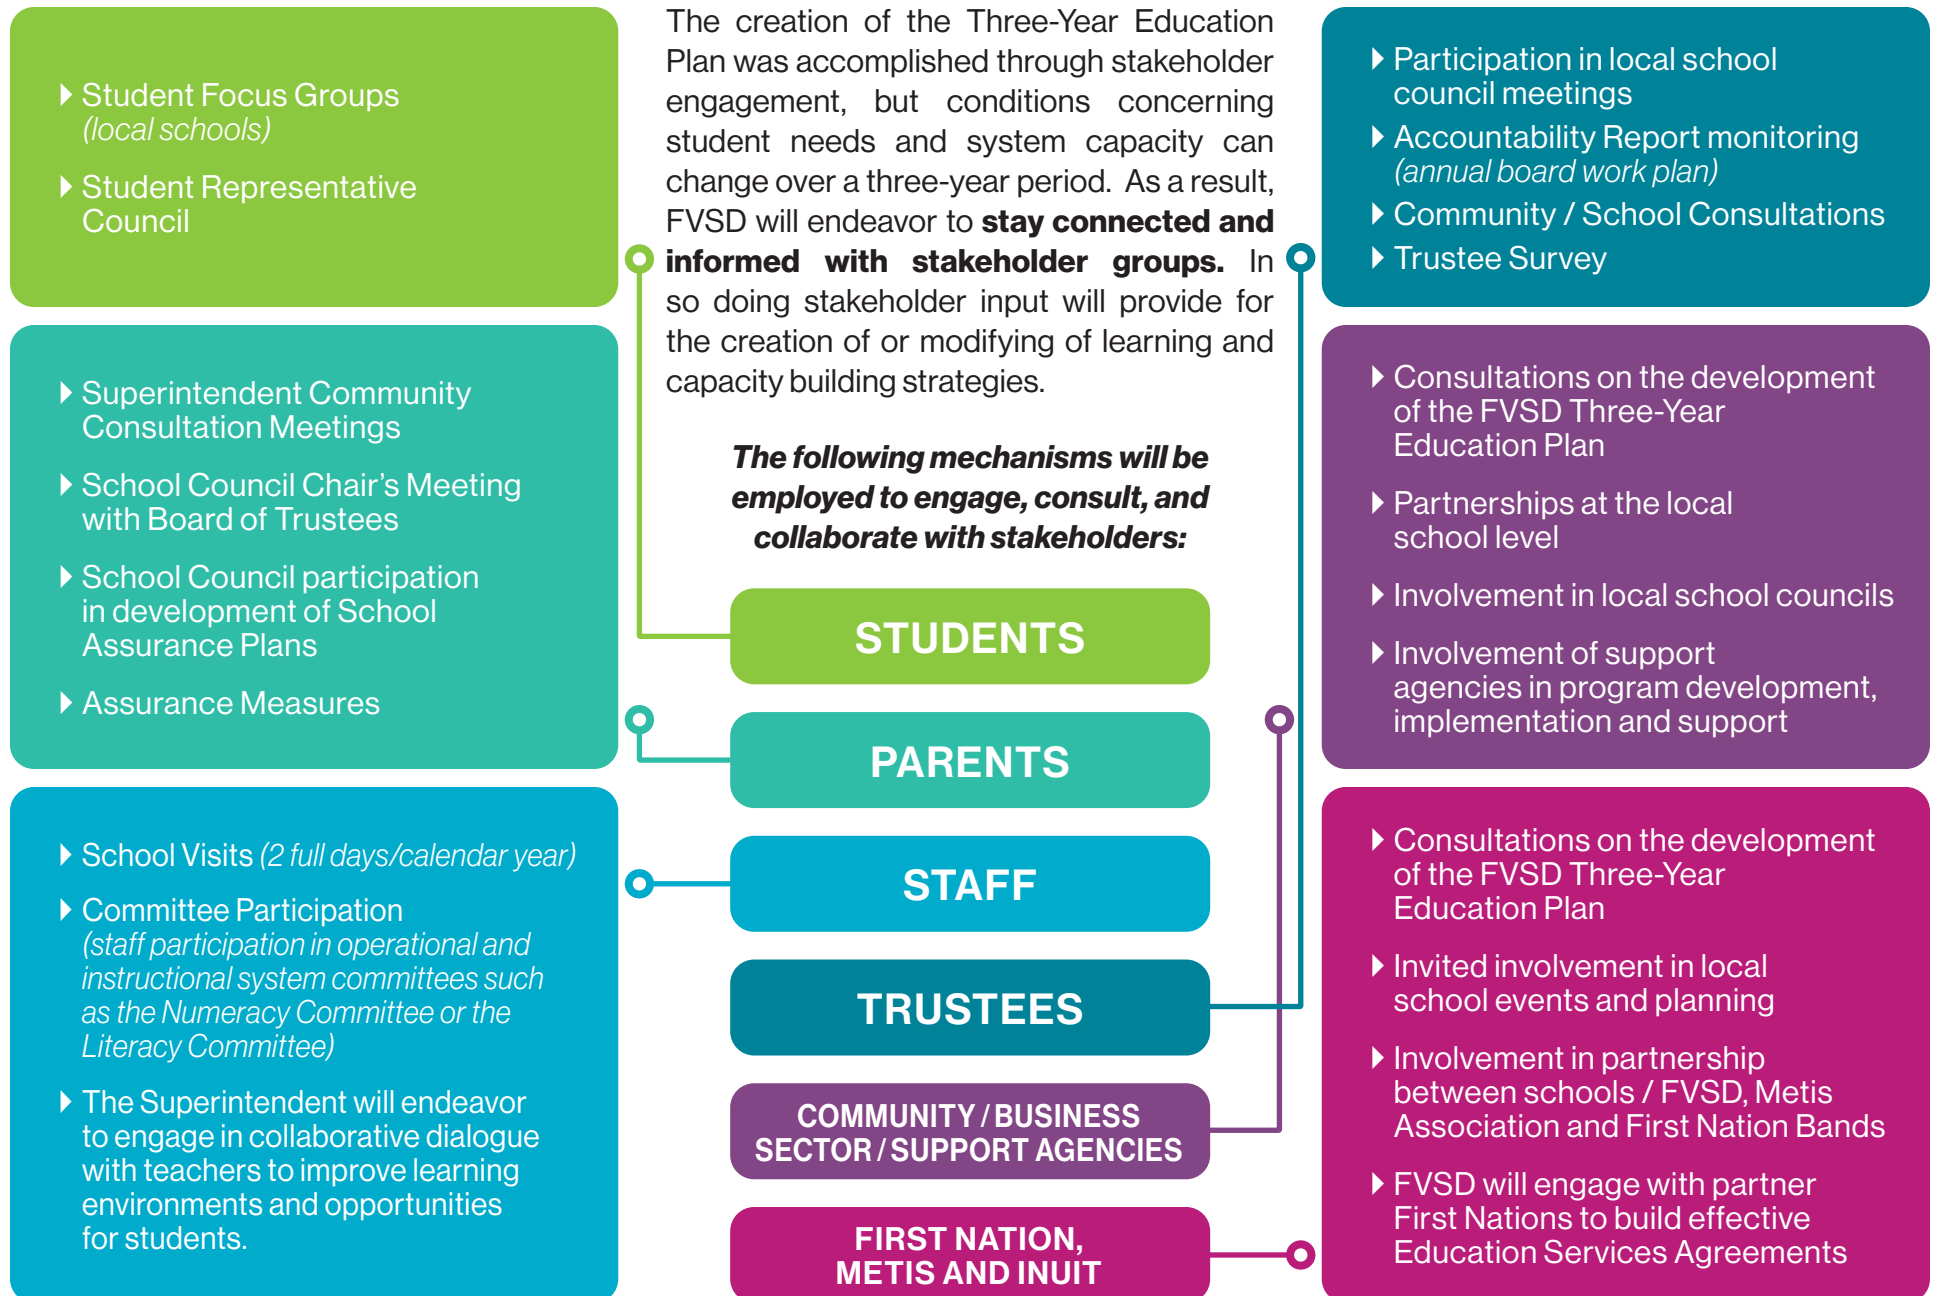 Student Focus Groups
(local schools)
Student Representative
Council
Superintendent Community
Consultation Meetings
School Council Chair's Meeting
with Board of Trustees
School Council participation
in development of School
Assurance Plans
Assurance Measures
School Visits (2 full days/calendar year)
Committee Participation
(staff participation in operational and
instructional system committees such
as the Numeracy Committee or the
Literacy Committee)
The Superintendent will endeavor
to engage in collaborative dialogue
with teachers to improve learning
environments and opportunities
for students.
The creation of the Three-Year Education
Plan was accomplished through stakeholder
engagement, but conditions concerning
student needs and system capacity can
change over a three-year period. As a result,
FVSD will endeavor to stay connected and
informed with stakeholder groups. In
so doing stakeholder input will provide for
the creation of or modifying of learning and
capacity building strategies.
The following mechanisms will be
employed to engage, consult, and
collaborate with stakeholders:
STUDENTS
PARENTS
STAFF
TRUSTEES
COMMUNITY / BUSINESS
SECTOR / SUPPORT AGENCIES
FIRST NATION,
METIS AND INUIT
Participation in local school
council meetings
Accountability Report monitoring
(annual board work plan)
Community / School Consultations
Trustee Survey
Consultations on the development
of the FVSD Three-Year
Education Plan
Partnerships at the local
school level
Involvement in local school councils
Involvement of support
agencies in program development,
implementation and support
Consultations on the development
of the FVSD Three-Year
Education Plan
Invited involvement in local
school events and planning
Involvement in partnership
between schools / FVSD, Metis
Association and First Nation Bands
FVSD will engage with partner
First Nations to build effective
Education Services Agreements